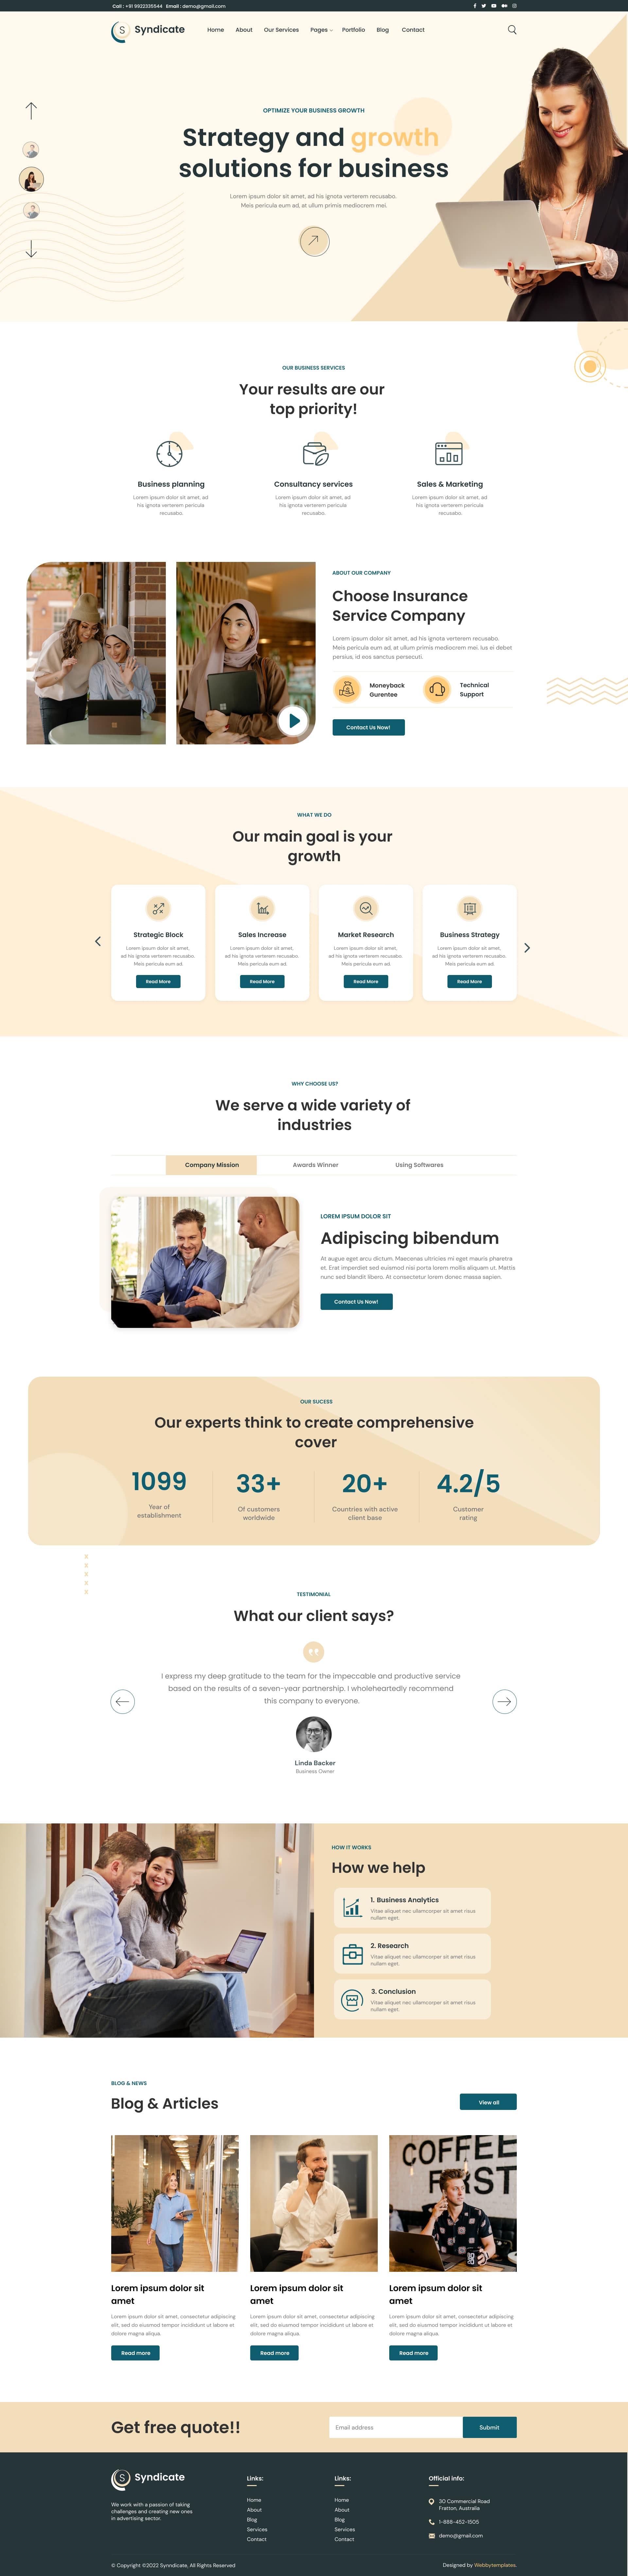 Call : +91 9922335544 Email : demo@gmail.com
Syndicate
Home About Our Services Pages Portfolio Blog Contact
OPTIMIZE YOUR BUSINESS GROWTH
Strategy and growth
solutions for business
Lorem ipsum dolor sit amet, ad his ignota verterem recusabo.
Meis pericula eum ad, at ullum primis mediocrem mei.
OUR BUSINESS SERVICES
Your results are our
top priority!
Business planning
Lorem ipsum dolor sit amet, ad
his ignota verterem pericule
recusabo.
Consultancy services
Lorem ipsum dolor sit amet, ad
his ignota verterem pericule
recusabo.
Sales & Marketing
Lorem ipsum dolor sit amet, ad
his ignota verterem pericule
recusabo.
ABOUT OUR COMPANY
Choose Insurance
Service Company
Lorem ipsum dolor sit amet, ad his ignota verterem recusabo.
Meis pericula eum ad, at ullum primis mediocrem mei. Ius ei debet
persius, id eos sanctus persecuti.
Moneyback
Gurentee
Technical
Support
Contact Us Now!
WHAT WE DO
Our main goal is your
growth
Strategic Block
Lorem ipsum dolor sit amet,
ad his ignota verterem recusabo.
Meis pericula eum ad.
Read More
Sales Increase
Lorem ipsum dolor sit amet,
ad his ignota verterem recusabo.
Meis pericula eum ad.
Read More
Market Research
Lorem ipsum dolor sit amet,
ad his ignota verterem recusabo.
Meis pericula eum ad.
Read More
Business Strategy
Lorem ipsum dolor sit amet,
ad his ignota verterem recusabo.
Meis pericula eum ad.
Read More
WHY CHOOSE US?
We serve a wide variety of
industries
Company Mission Awards Winner Using Softwares
LOREM IPSUM DOLOR SIT
Adipiscing bibendum
At augue eget arcu dictum. Maecenas ultricies mi eget mauris pharetra
et. Erat imperdiet sed euismod nisi porta lorem mollis aliquam ut. Mattis
nunc sed blandit libero. At consectetur lorem donec massa sapien.
Contact Us Now!
OUR SUCESS
Our experts think to create comprehensive
cover
1099
Year of
establishment
33+
Of customers
worldwide
20+
Countries with active
client base
4.2/5
Customer
rating
TESTIMONIAL
What our client says?
I express my deep gratitude to the team for the impeccable and productive service
based on the results of a seven-year partnership. I wholeheartedly recommend
this company to everyone.
Linda Backer
Business Owner
HOW IT WORKS
How we help
1. Business Analytics
Vitae aliquet nec ullamcorper sit amet risus
nullam eget.
2. Research
Vitae aliquet nec ullamcorper sit amet risus
nullam eget.
3. Conclusion
Vitae aliquet nec ullamcorper sit amet risus
nullam eget.
BLOG & NEWS
Blog & Articles
View all
COFFEE
FIRST
Lorem ipsum dolor sit
amet
Lorem ipsum dolor sit amet, consectetur adipiscing
elit, sed do eiusmod tempor incididunt ut labore et
dolore magna aliqua.
Read more
Lorem ipsum dolor sit
amet
Lorem ipsum dolor sit amet, consectetur adipiscing
elit, sed do eiusmod tempor incididunt ut labore et
dolore magna aliqua.
Read more
Lorem ipsum dolor sit
amet
Lorem ipsum dolor sit amet, consectetur adipiscing
elit, sed do eiusmod tempor incididunt ut labore et
dolore magna aliqua.
Read more
Get free quote!!
Email address
Submit
Syndicate
We work with a passion of taking
challenges and creating new ones
in advertising sector.
Links:
Home
About
Blog
Services
Contact
Links:
Home
About
Blog
Services
Contact
Official info:
30 Commercial Road
Fratton, Australia
1-888-452-1505
demo@gmail.com
© Copyright ©2022 Synndicate, All Rights Reserved
Designed by Webbytemplates.